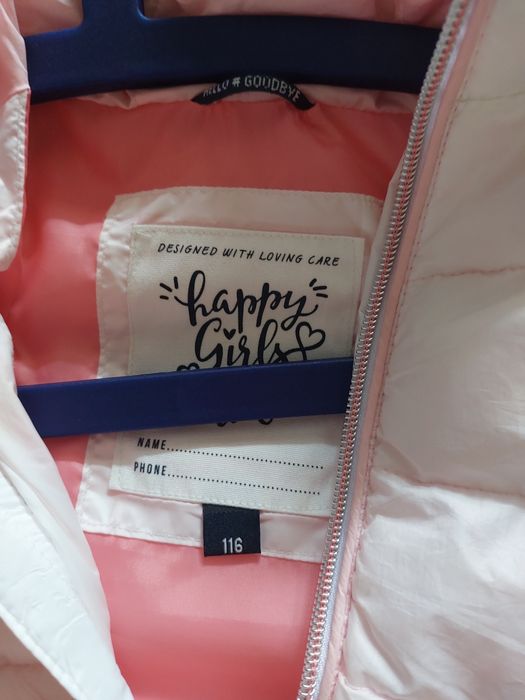 HELLO # GOODBYE
DESIGNED WITH LOVING CARE
happy
Girls
NAME
PHONE
116